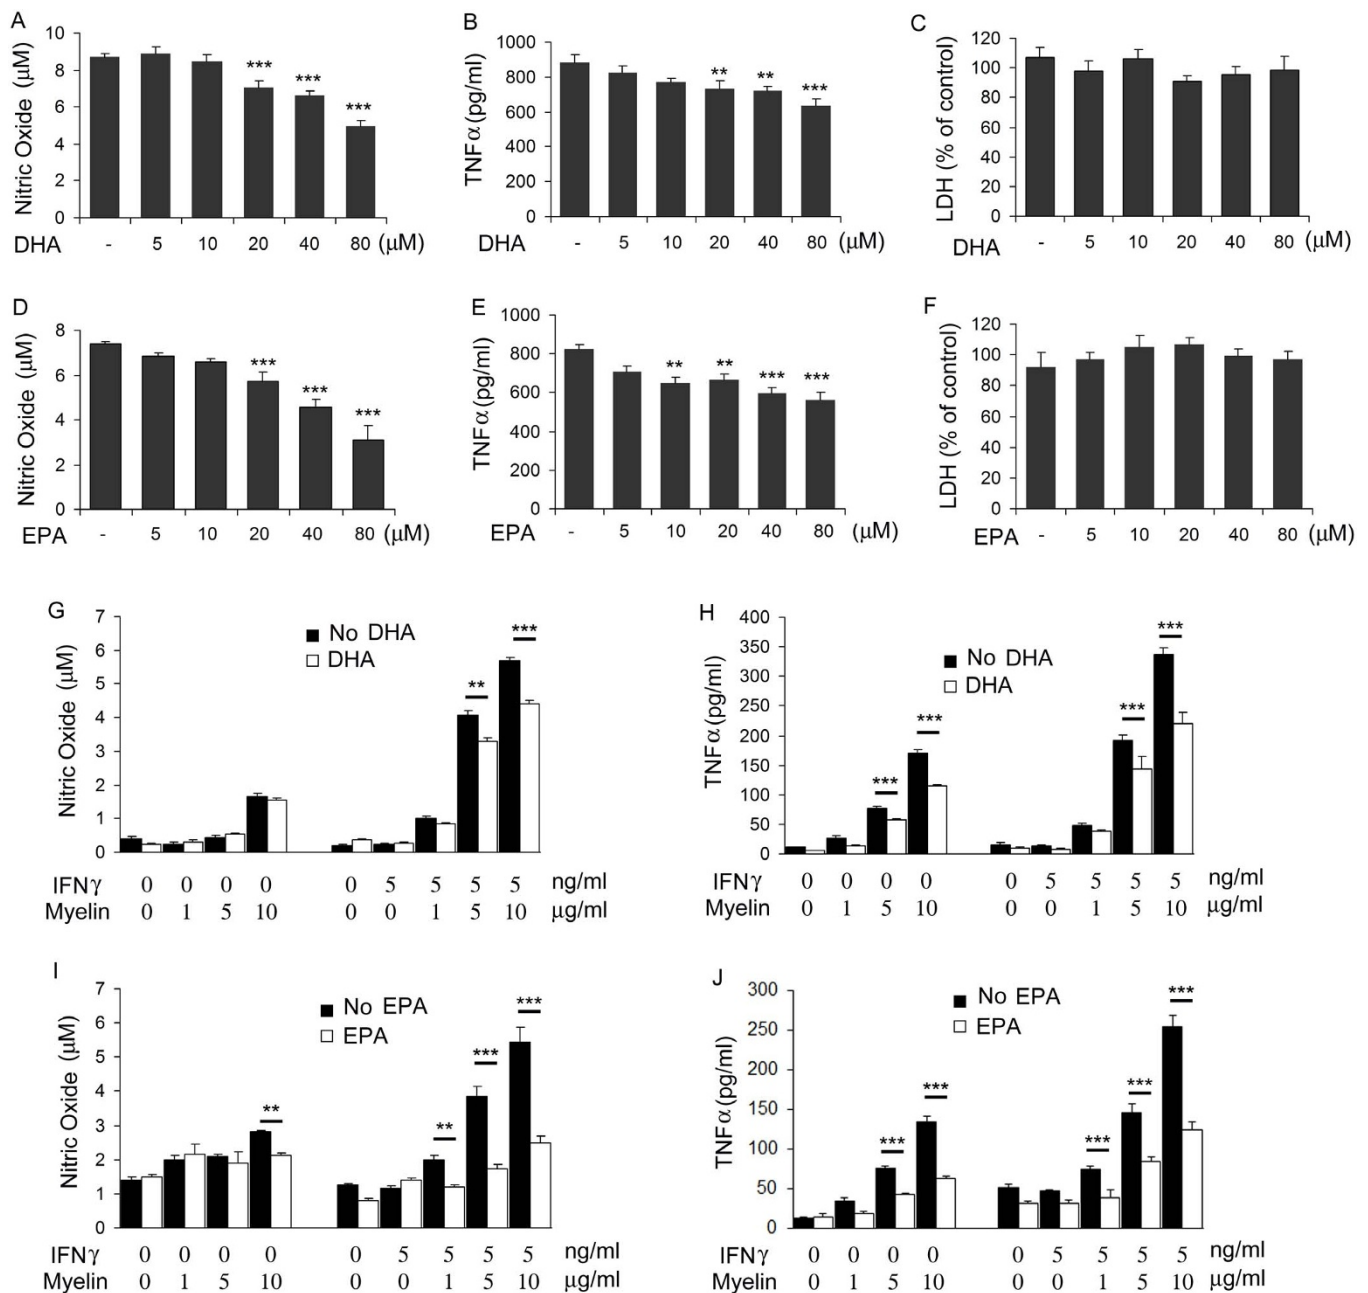 A
Nitric Oxide (μM)
10
8
6
4
2
0
*** *** ***
DHA - 5 10 20 40 80 (μM)
B
TNFα (pg/ml)
1000
800
600
400
200
0
** ** ***
DHA - 5 10 20 40 80 (μM)
C
LDH (% of control)
120
100
80
60
40
20
0
DHA - 5 10 20 40 80 (μM)
D
Nitric Oxide (μM)
8
6
4
2
0
*** *** ***
EPA - 5 10 20 40 80 (μM)
E
TNFα (pg/ml)
1000
800
600
400
200
0
** ** *** ***
EPA - 5 10 20 40 80 (μM)
F
LDH (% of control)
120
100
80
60
40
20
0
EPA - 5 10 20 40 80 (μM)
G
Nitric Oxide (μM)
7
6
5
4
3
2
1
0
No DHA
DHA
** ***
IFNγ 0 0 0 0 0 5 5 5 5 ng/ml
Myelin 0 1 5 10 0 0 1 5 10 μg/ml
H
TNFα (pg/ml)
400
350
300
250
200
150
100
50
0
No DHA
DHA
*** *** *** ***
IFNγ 0 0 0 0 0 5 5 5 5 ng/ml
Myelin 0 1 5 10 0 0 1 5 10 μg/ml
I
Nitric Oxide (μM)
7
6
5
4
3
2
1
0
No EPA
EPA
** ** *** ***
IFNγ 0 0 0 0 0 5 5 5 5 ng/ml
Myelin 0 1 5 10 0 0 1 5 10 μg/ml
J
TNFα (pg/ml)
300
250
200
150
100
50
0
No EPA
EPA
*** *** *** *** ***
IFNγ 0 0 0 0 0 5 5 5 5 ng/ml
Myelin 0 1 5 10 0 0 1 5 10 μg/ml